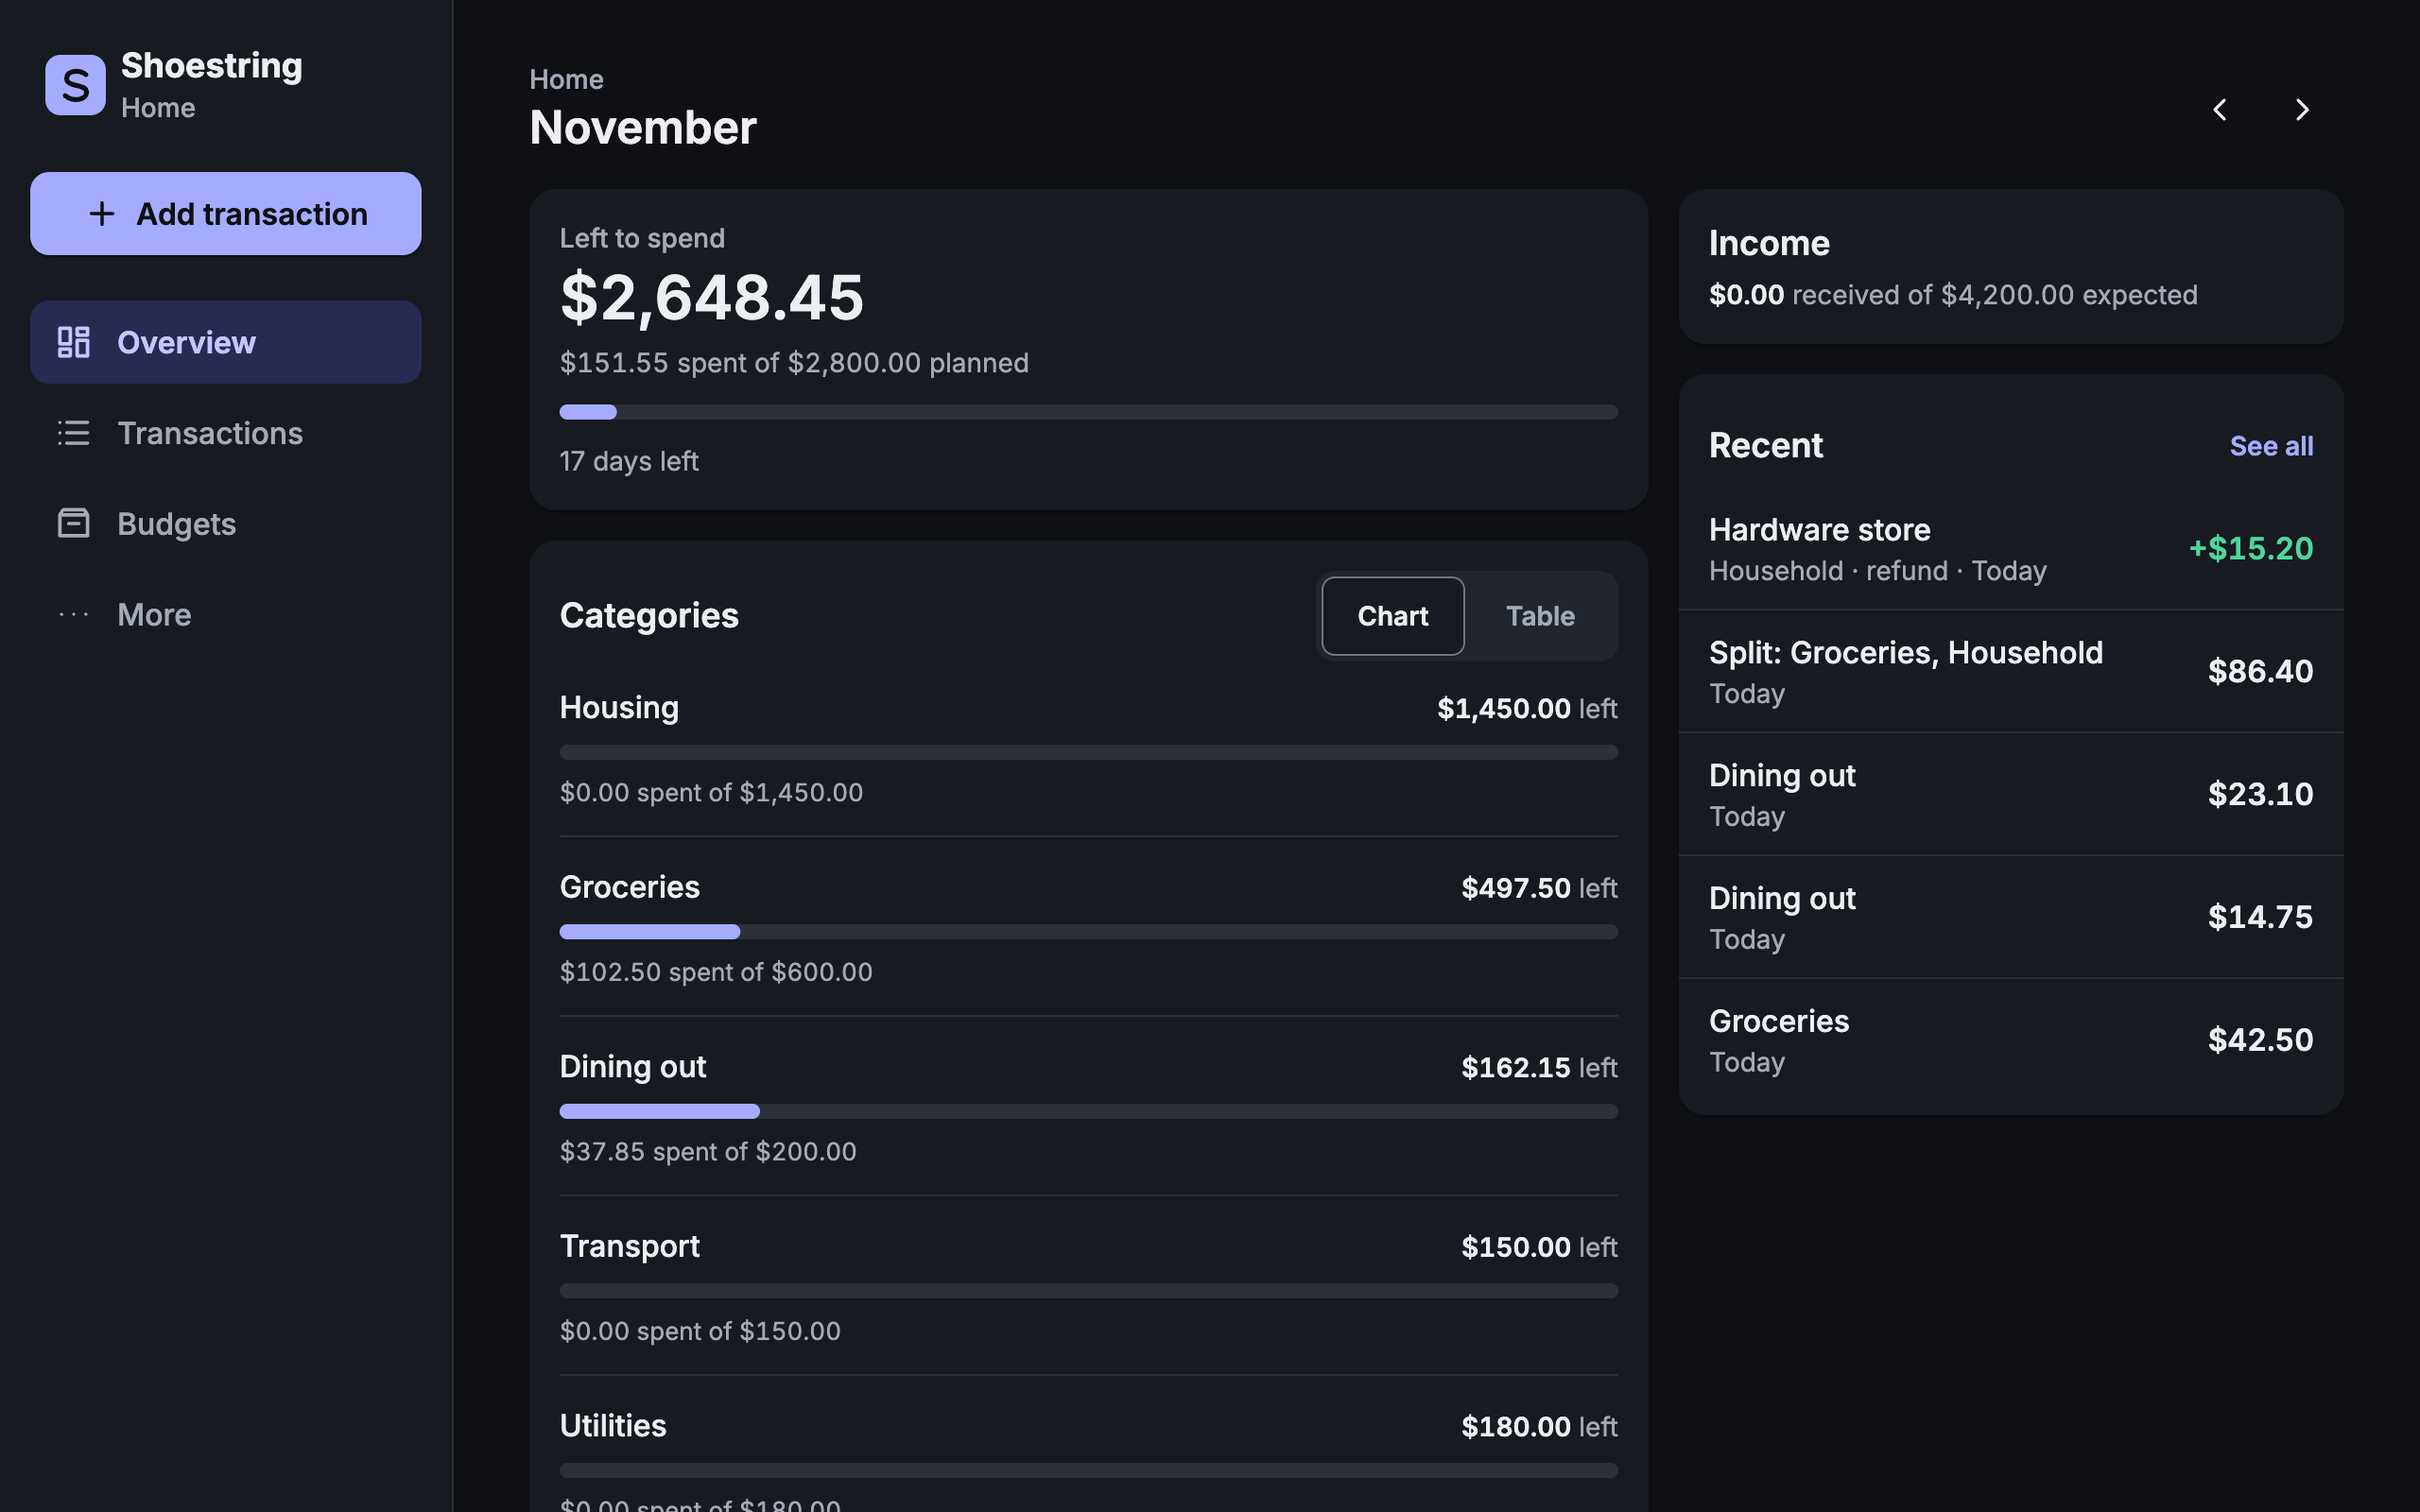 S
Shoestring
Home
Add transaction
Overview
Transactions
Budgets
More
Home
November
Left to spend
$2,648.45
$151.55 spent of $2,800.00 planned
17 days left
Categories
Chart
Table
Housing
$1,450.00 left
$0.00 spent of $1,450.00
Groceries
$497.50 left
$102.50 spent of $600.00
Dining out
$162.15 left
$37.85 spent of $200.00
Transport
$150.00 left
$0.00 spent of $150.00
Utilities
$180.00 left
$0.00 spent of $180.00
Income
$0.00 received of $4,200.00 expected
Recent
See all
Hardware store
+$15.20
Household · refund · Today
Split: Groceries, Household
$86.40
Today
Dining out
$23.10
Today
Dining out
$14.75
Today
Groceries
$42.50
Today